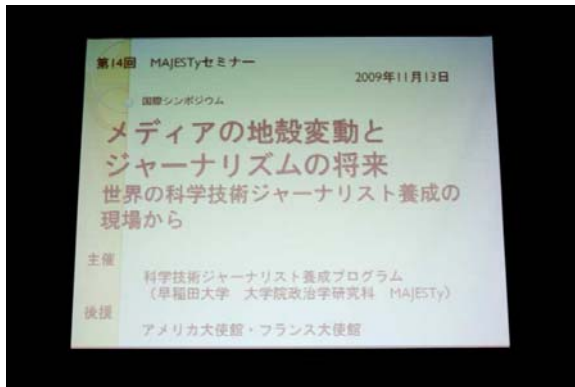 第14回 MAJESTyセミナー
2009年11月13日
国際シンポジウム
メディアの地殻変動と
ジャーナリズムの将来
世界の科学技術ジャーナリスト養成の
現場から
主催
科学技術ジャーナリスト養成プログラム
（早稲田大学 大学院政治学研究科 MAJESTy）
後援
アメリカ大使館・フランス大使館